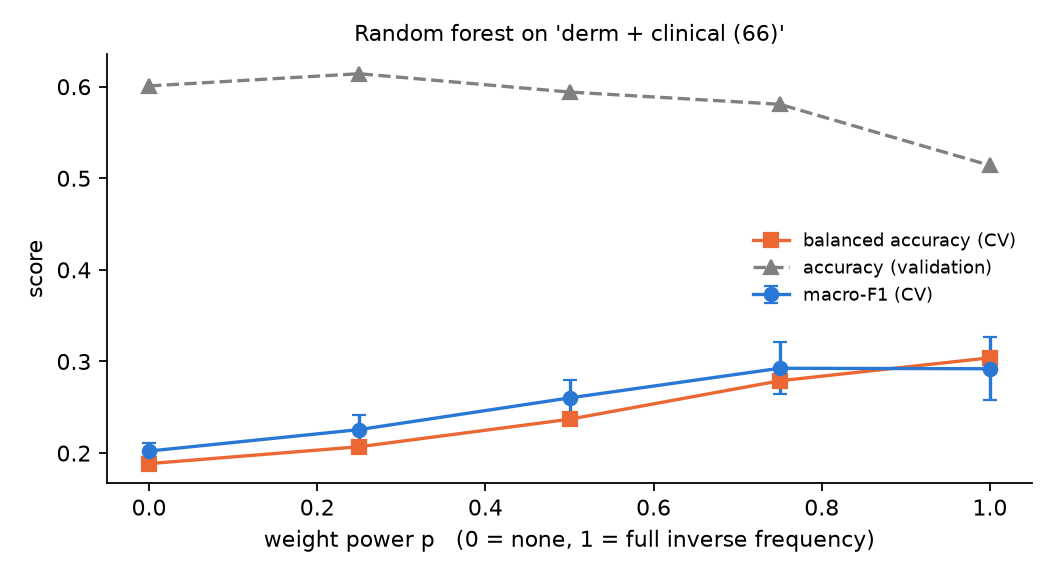 Random forest on 'derm + clinical (66)'
score
0.6
0.5
0.4
0.3
0.2
balanced accuracy (CV)
accuracy (validation)
macro-F1 (CV)
0.0 0.2 0.4 0.6 0.8 1.0
weight power p (0 = none, 1 = full inverse frequency)